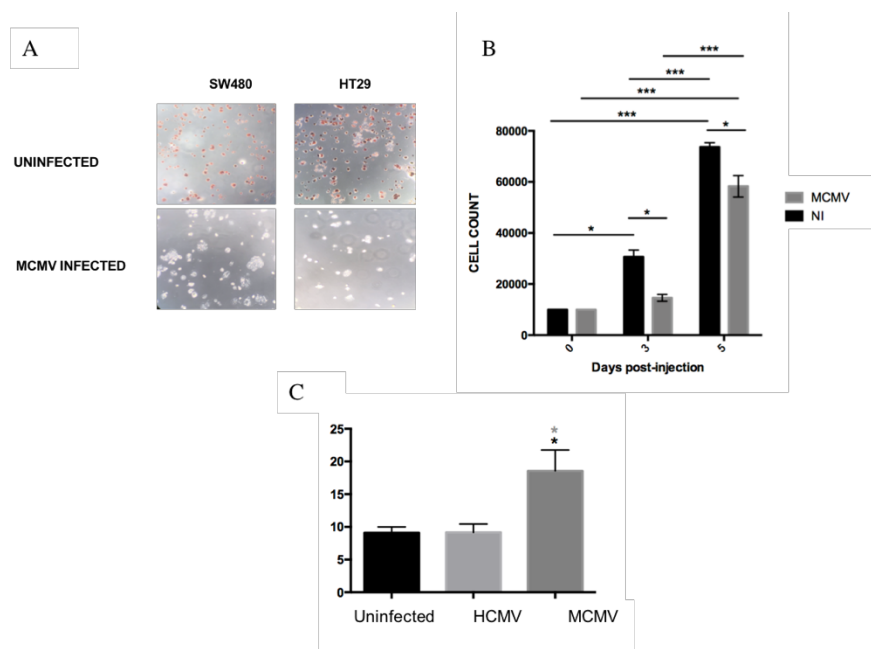 A
SW480 HT29
UNINFECTED
MCMV INFECTED
B
***
***
***
***
*
*
*
80000
60000
40000
20000
0
CELL COUNT
0 3 5
Days post-injection
MCMV
NI
C
25
20
15
10
5
0
*
*
Uninfected HCMV MCMV